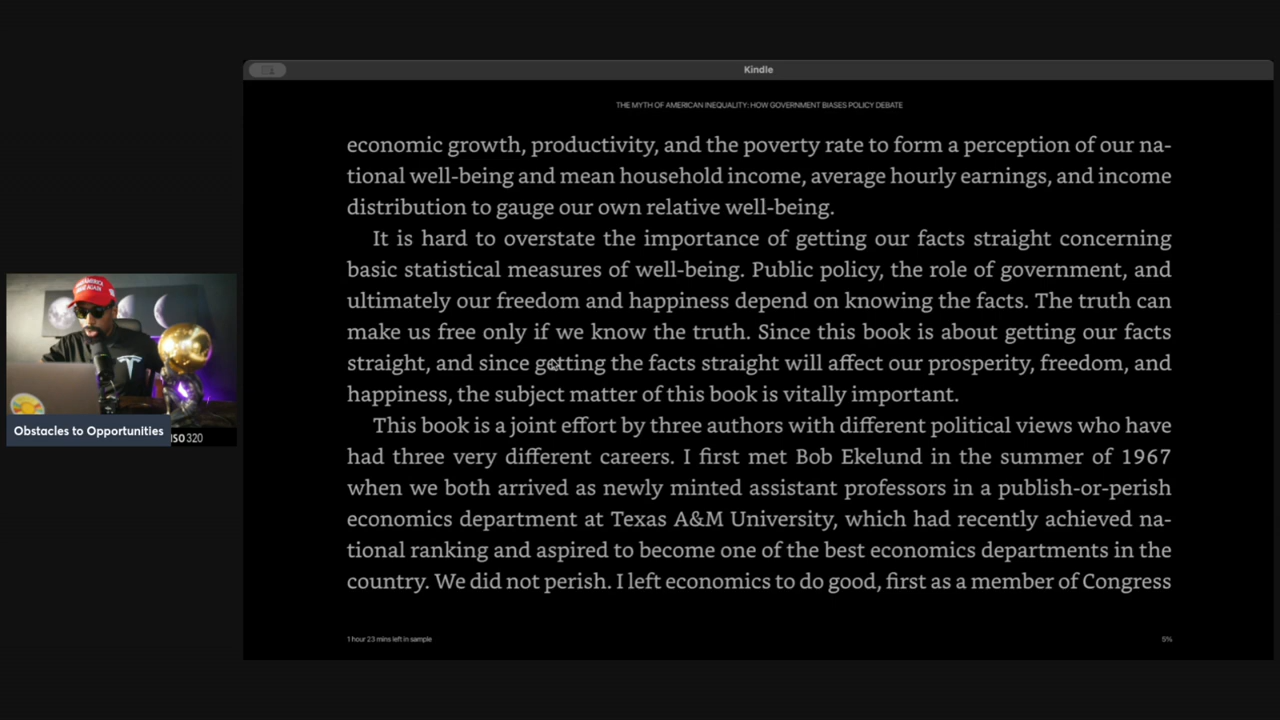 Kindle
THE MYTH OF AMERICAN INEQUALITY: HOW GOVERNMENT BIASES POLICY DEBATE
economic growth, productivity, and the poverty rate to form a perception of our na-
tional well-being and mean household income, average hourly earnings, and income
distribution to gauge our own relative well-being.
It is hard to overstate the importance of getting our facts straight concerning
basic statistical measures of well-being. Public policy, the role of government, and
ultimately our freedom and happiness depend on knowing the facts. The truth can
make us free only if we know the truth. Since this book is about getting our facts
straight, and since getting the facts straight will affect our prosperity, freedom, and
happiness, the subject matter of this book is vitally important.
This book is a joint effort by three authors with different political views who have
had three very different careers. I first met Bob Ekelund in the summer of 1967
when we both arrived as newly minted assistant professors in a publish-or-perish
economics department at Texas A&M University, which had recently achieved na-
tional ranking and aspired to become one of the best economics departments in the
country. We did not perish. I left economics to do good, first as a member of Congress
1 hour 23 mins left in sample
5%
Obstacles to Opportunities
ISO 320